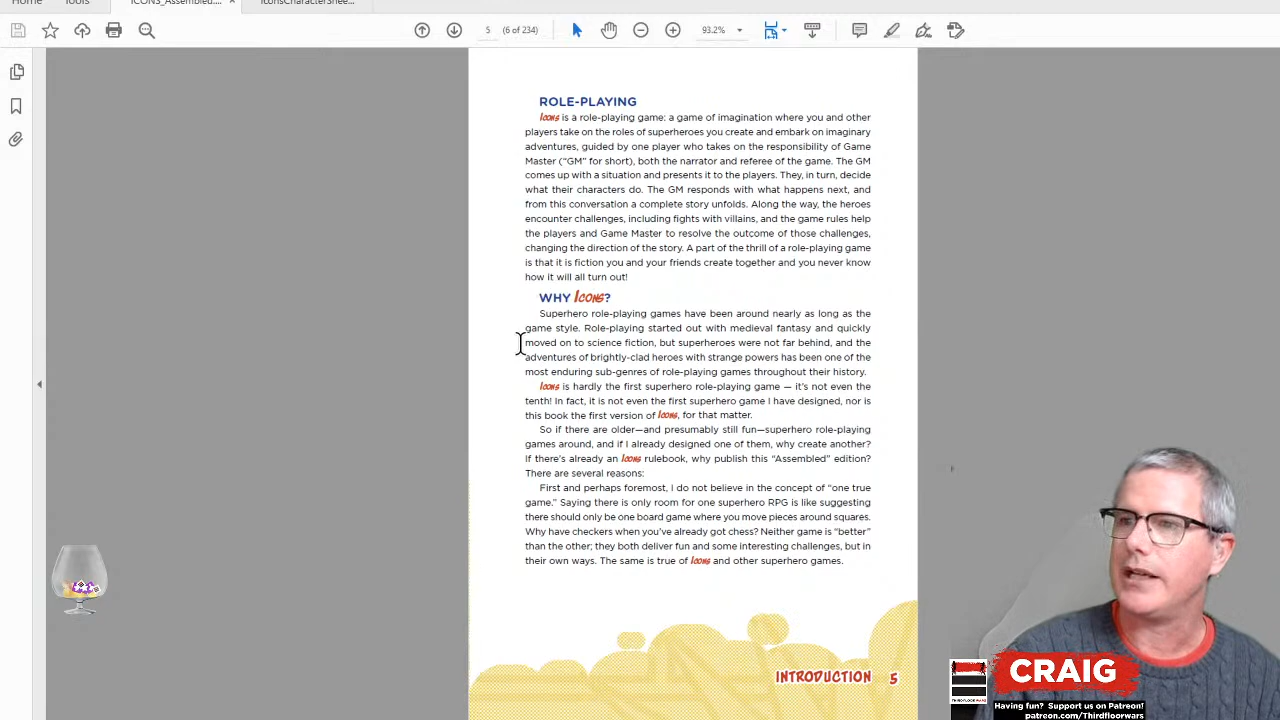 Home
Tools
ICONS_Assembled....
IconsCharacterShee...
5
(6 of 234)
93.2%
ROLE-PLAYING
Icons is a role-playing game: a game of imagination where you and other
players take on the roles of superheroes you create and embark on imaginary
adventures, guided by one player who takes on the responsibility of Game
Master (“GM” for short), both the narrator and referee of the game. The GM
comes up with a situation and presents it to the players. They, in turn, decide
what their characters do. The GM responds with what happens next, and
from this conversation a complete story unfolds. Along the way, the heroes
encounter challenges, including fights with villains, and the game rules help
the players and Game Master to resolve the outcome of those challenges,
changing the direction of the story. A part of the thrill of a role-playing game
is that it is fiction you and your friends create together and you never know
how it will all turn out!
WHY Icons?
Superhero role-playing games have been around nearly as long as the
game style. Role-playing started out with medieval fantasy and quickly
moved on to science fiction, but superheroes were not far behind, and the
adventures of brightly-clad heroes with strange powers has been one of the
most enduring sub-genres of role-playing games throughout their history.
Icons is hardly the first superhero role-playing game — it’s not even the
tenth! In fact, it is not even the first superhero game I have designed, nor is
this book the first version of Icons, for that matter.
So if there are older—and presumably still fun—superhero role-playing
games around, and if I already designed one of them, why create another?
If there’s already an Icons rulebook, why publish this “Assembled” edition?
There are several reasons:
First and perhaps foremost, I do not believe in the concept of “one true
game.” Saying there is only room for one superhero RPG is like suggesting
there should only be one board game where you move pieces around squares.
Why have checkers when you’ve already got chess? Neither game is “better”
than the other; they both deliver fun and some interesting challenges, but in
their own ways. The same is true of Icons and other superhero games.
INTRODUCTION 5
CRAIG
Having fun? Support us on Patreon!
patreon.com/Thirdfloorwars